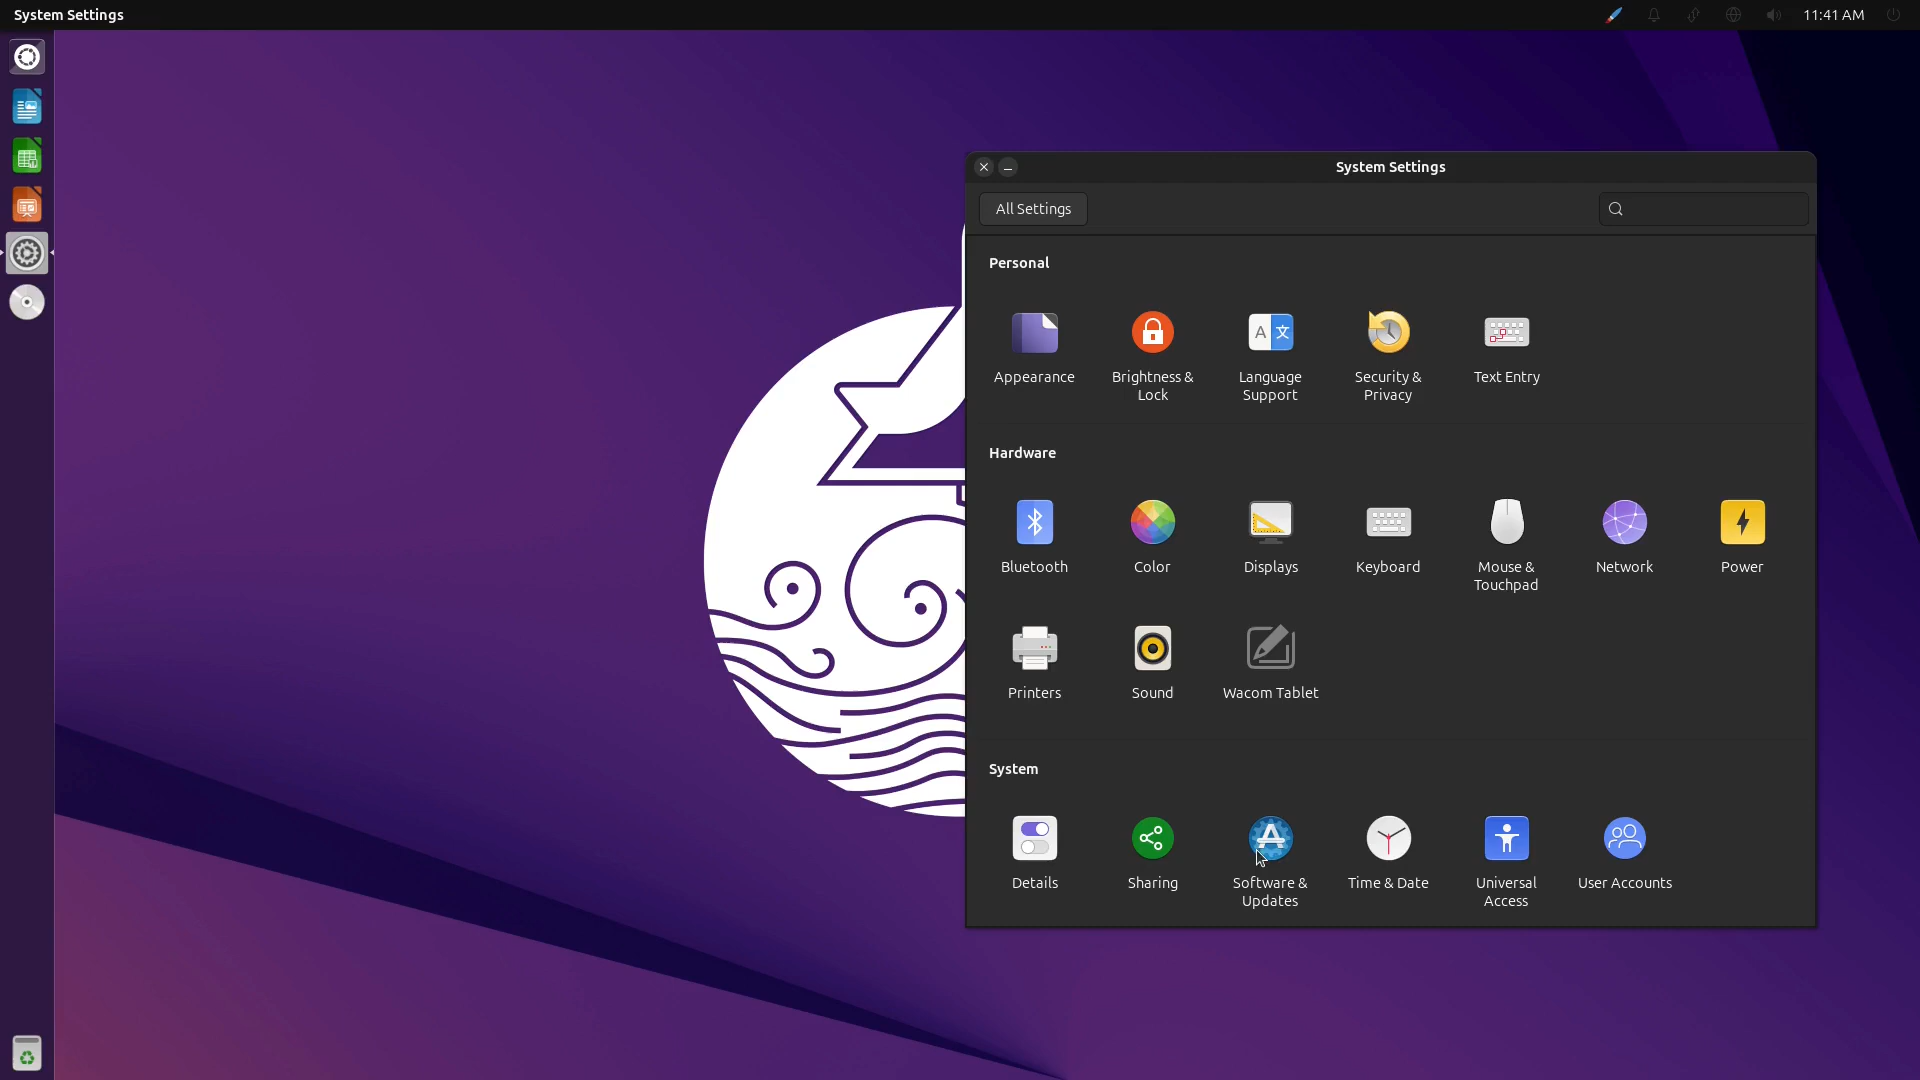 System Settings
11:41 AM
System Settings
All Settings
Personal
Appearance
Brightness &
Lock
Language
Support
Security &
Privacy
Text Entry
Hardware
Bluetooth
Color
Displays
Keyboard
Mouse &
Touchpad
Network
Power
Printers
Sound
Wacom Tablet
System
Details
Sharing
Software &
Updates
Time & Date
Universal
Access
User Accounts